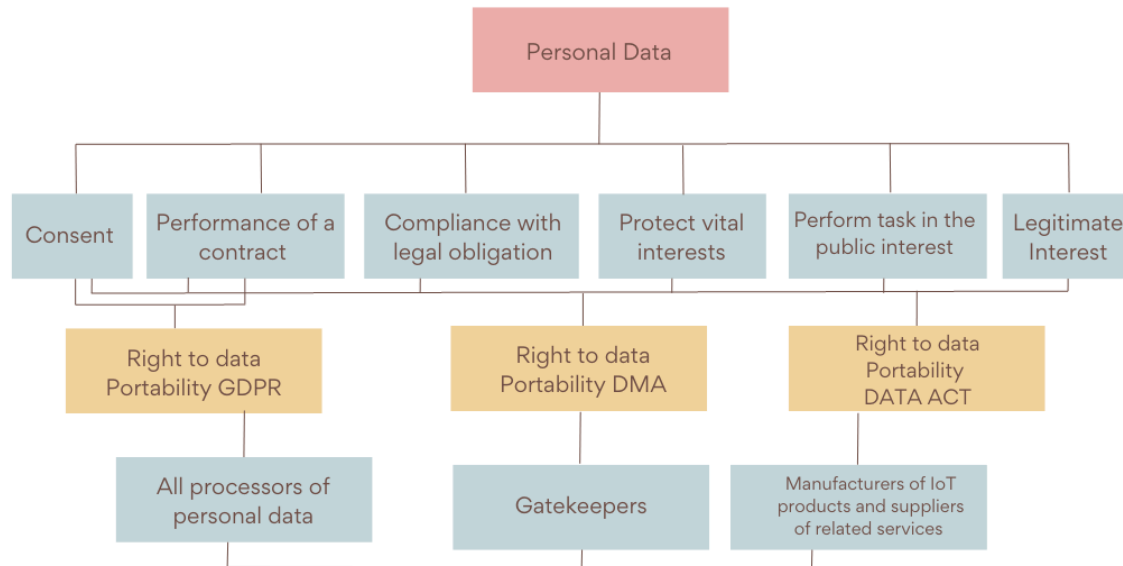 Personal Data
Consent
Performance of a
contract
Compliance with
legal obligation
Protect vital
interests
Perform task in the
public interest
Legitimate
Interest
Right to data
Portability GDPR
Right to data
Portability DMA
Right to data
Portability
DATA ACT
All processors of
personal data
Gatekeepers
Manufacturers of IoT
products and suppliers
of related services